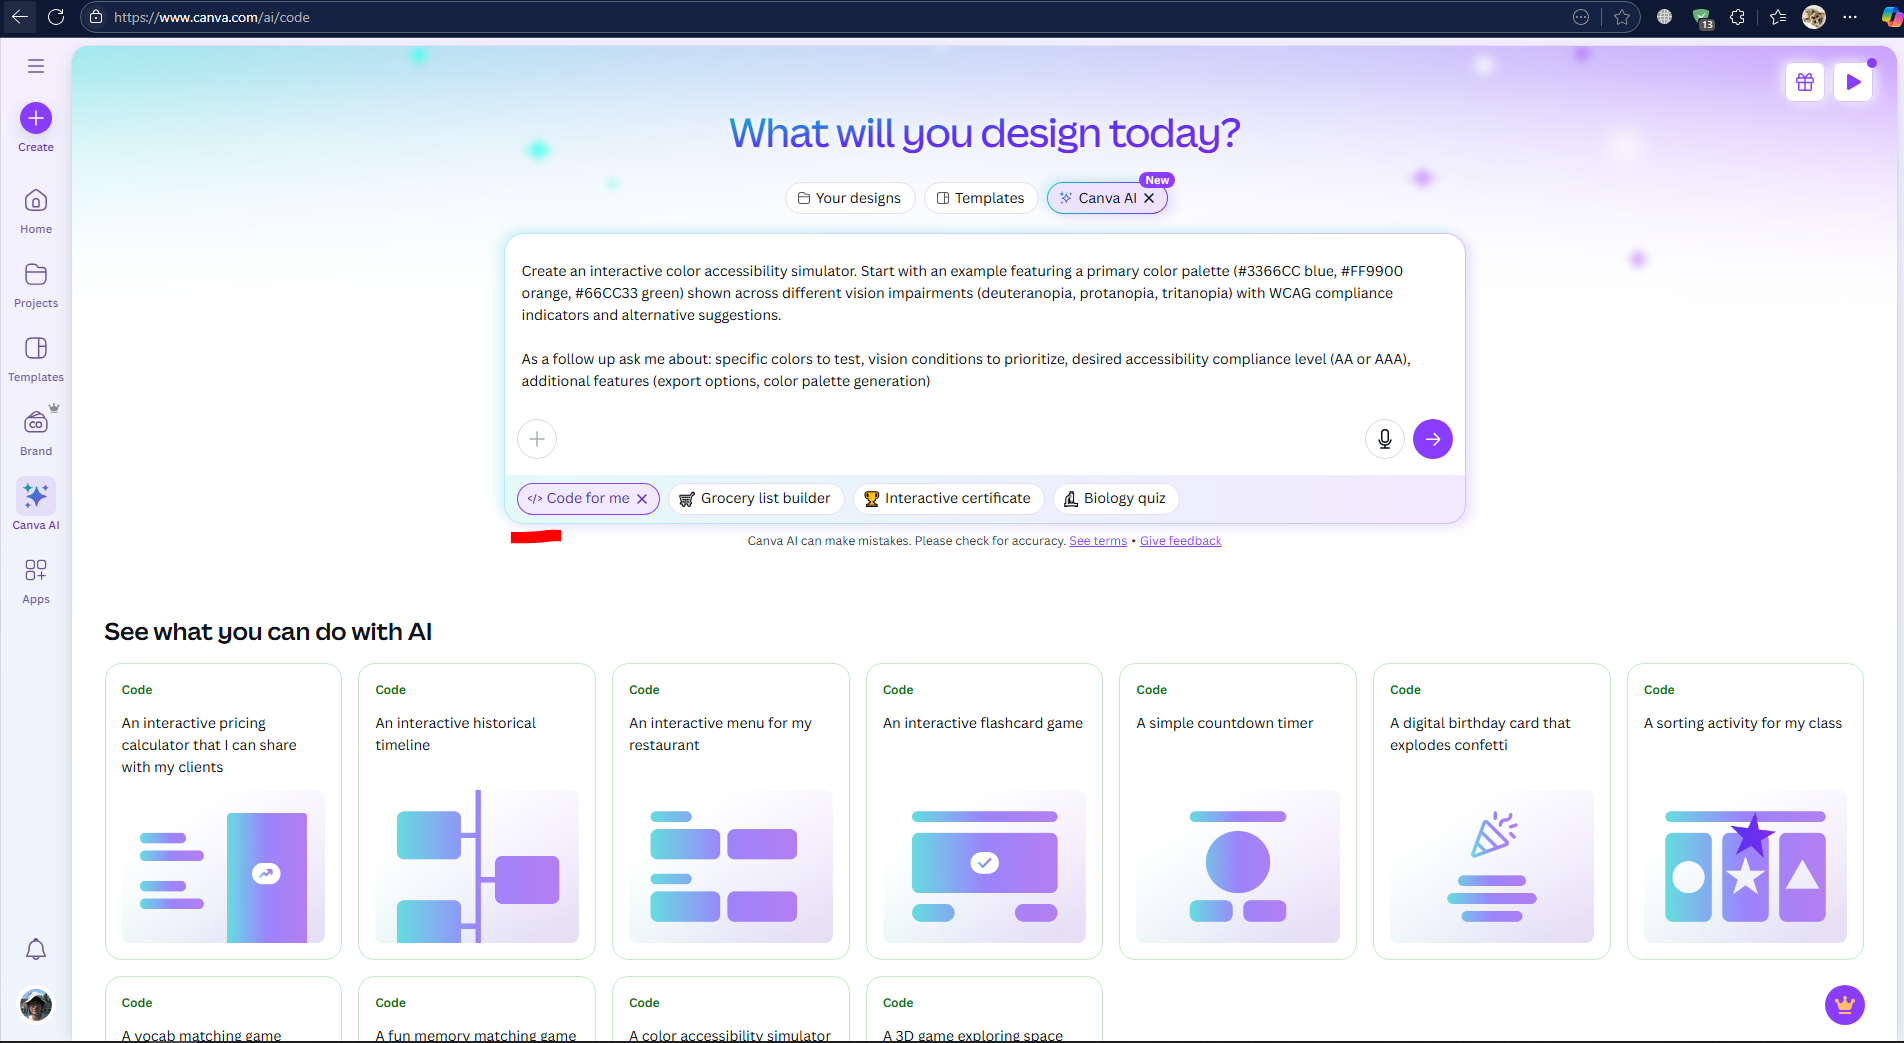 https://www.canva.com/ai/code
13
Create
Home
Projects
Templates
Brand
CO
Canva AI
Apps
What will you design today?
Your designs
Templates
Canva AI
New
Create an interactive color accessibility simulator. Start with an example featuring a primary color palette (#3366CC blue, #FF9900
orange, #66CC33 green) shown across different vision impairments (deuteranopia, protanopia, tritanopia) with WCAG compliance
indicators and alternative suggestions.
As a follow up ask me about: specific colors to test, vision conditions to prioritize, desired accessibility compliance level (AA or AAA),
additional features (export options, color palette generation)
</> Code for me
Grocery list builder
Interactive certificate
Biology quiz
Canva AI can make mistakes. Please check for accuracy. See terms • Give feedback
See what you can do with AI
Code
An interactive pricing
calculator that I can share
with my clients
Code
An interactive historical
timeline
Code
An interactive menu for my
restaurant
Code
An interactive flashcard game
Code
A simple countdown timer
Code
A digital birthday card that
explodes confetti
Code
A sorting activity for my class
Code
A vocab matching game
Code
A fun memory matching game
Code
A color accessibility simulator
Code
A 3D game exploring space